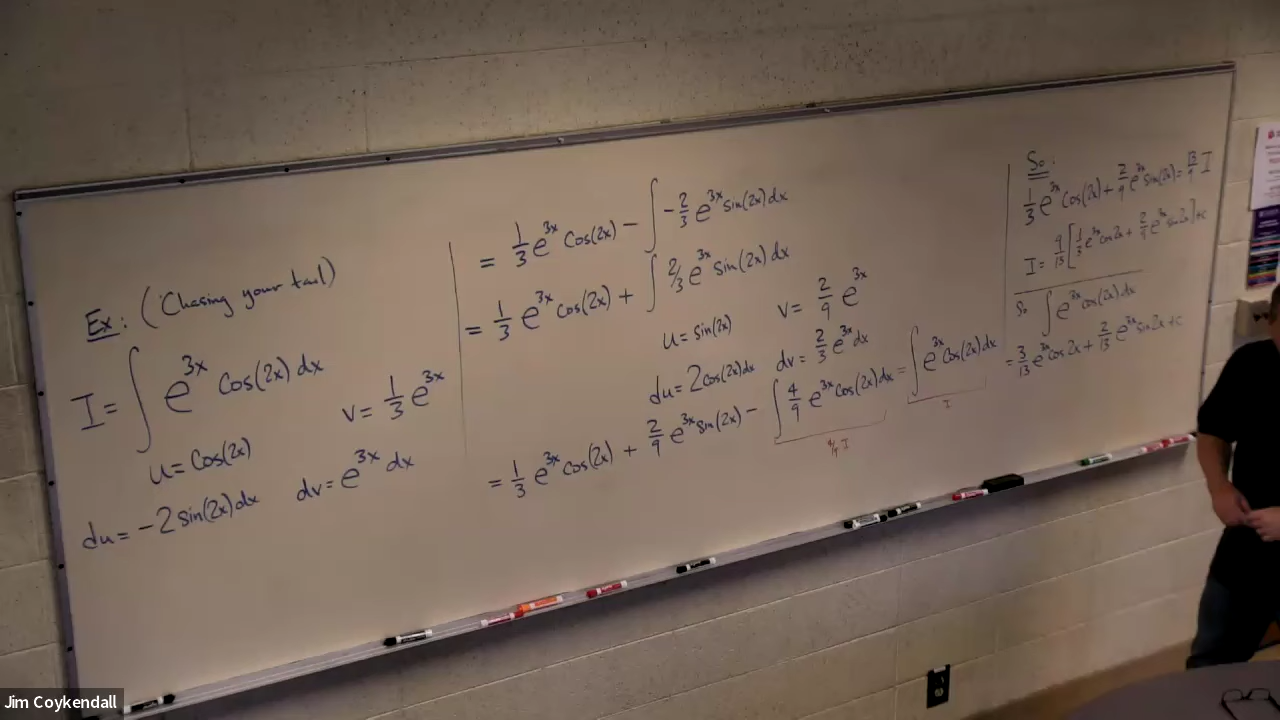 Ex: ("Chasing your tail)
I = ∫ e^{3x} cos(2x) dx
v = 1/3 e^{3x}
u = cos(2x)
du = -2 sin(2x) dx dv = e^{3x} dx
= 1/3 e^{3x} cos(2x) - ∫ -2/3 e^{3x} sin(2x) dx
= 1/3 e^{3x} cos(2x) + ∫ 2/3 e^{3x} sin(2x) dx
u = sin(2x) v = 2/9 e^{3x}
du = 2cos(2x) dx dv = 2/3 e^{3x} dx
= 1/3 e^{3x} cos(2x) + 2/9 e^{3x} sin(2x) - ∫ 4/9 e^{3x} cos(2x) dx = ∫ e^{3x} cos(2x) dx
4/9 I I
So:
1/3 e^{3x} cos(2x) + 2/9 e^{3x} sin(2x) = 13/9 I
I = 9/13 [1/3 e^{3x} cos 2x + 2/9 e^{3x} sin 2x] + c
So ∫ e^{3x} cos(2x) dx
= 3/13 e^{3x} cos 2x + 2/13 e^{3x} sin 2x + c
Jim Coykendall